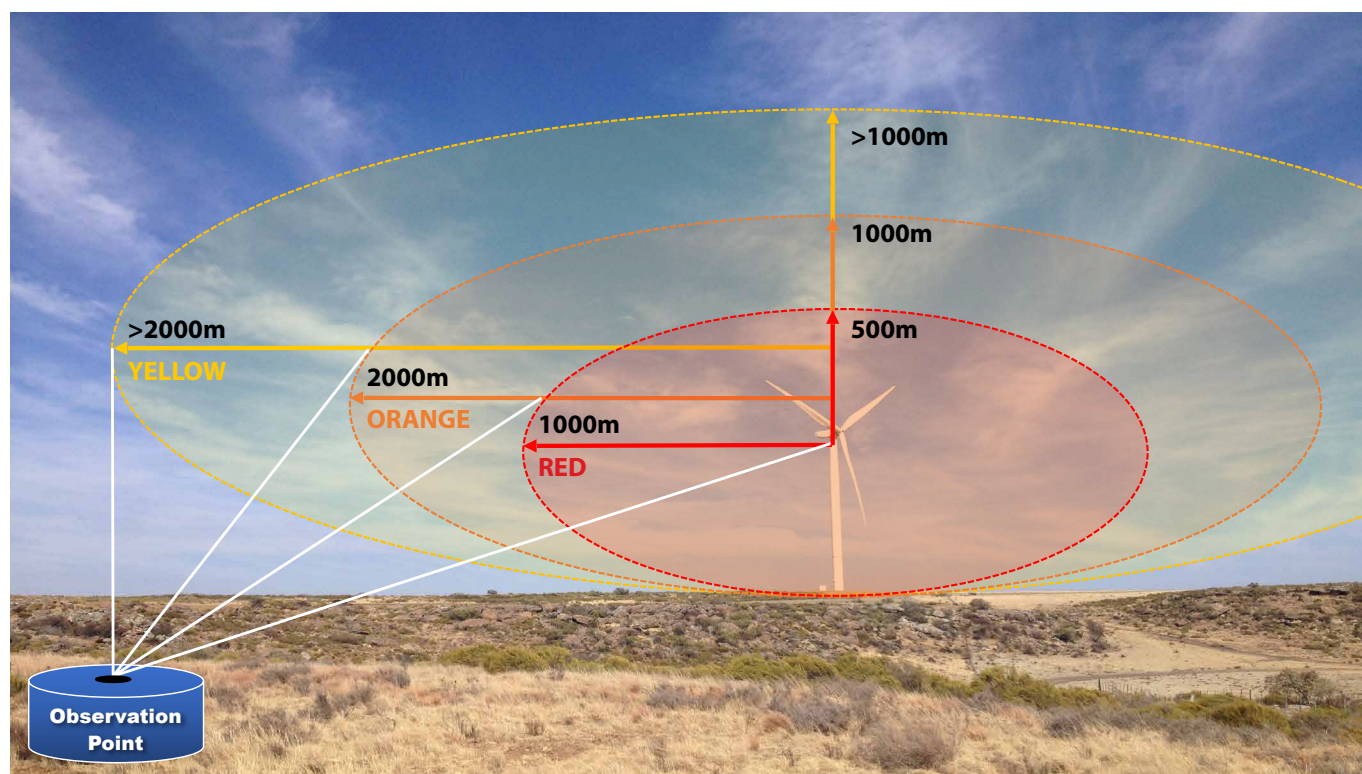 >1000m
1000m
500m
>2000m
YELLOW
2000m
ORANGE
1000m
RED
Observation
Point